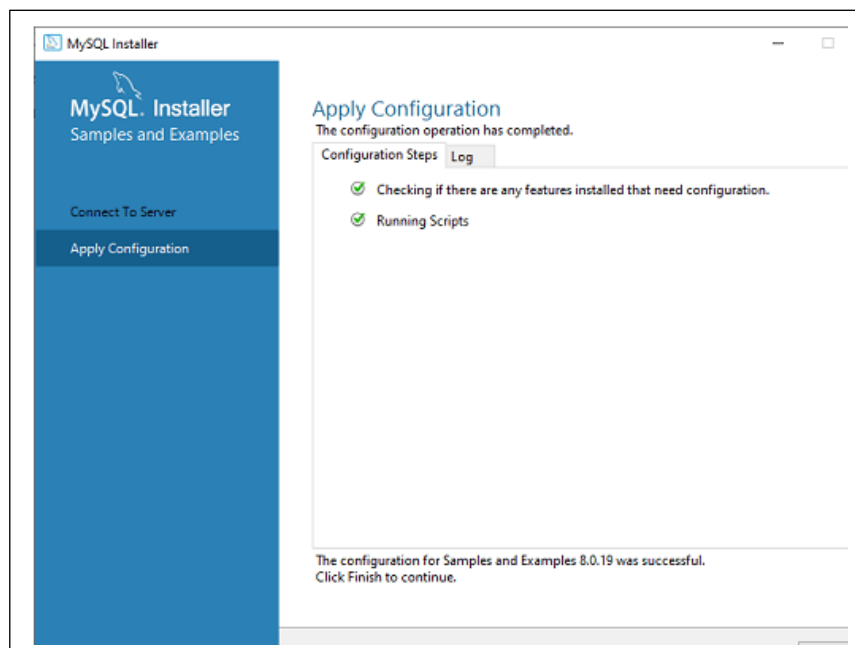 MySQL Installer
MySQL. Installer
Samples and Examples
Connect To Server
Apply Configuration
Apply Configuration
The configuration operation has completed.
Configuration Steps
Log
Checking if there are any features installed that need configuration.
Running Scripts
The configuration for Samples and Examples 8.0.19 was successful.
Click Finish to continue.